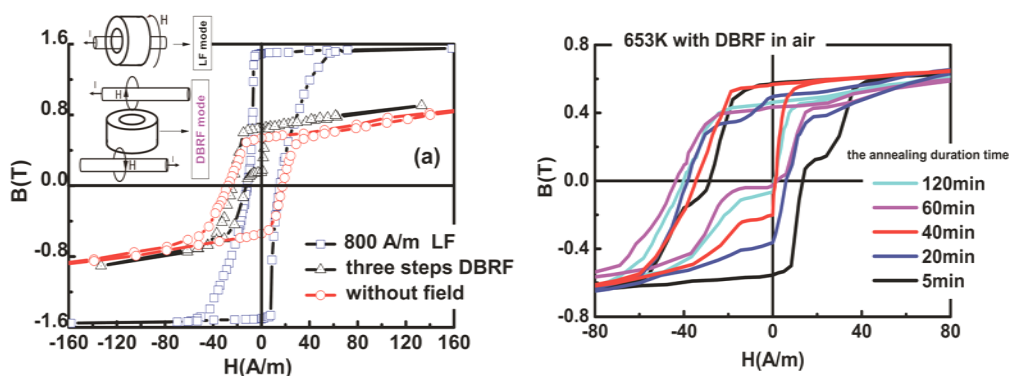 H
I
LF mode
I
H
DBRF mode
H
I
(a)
1.6
0.8
0.0
-0.8
-1.6
B(T)
-160 -120 -80 -40 0 40 80 120 160
H(A/m)
800 A/m LF
three steps DBRF
without field
653K with DBRF in air
0.8
0.4
0.0
-0.4
-0.8
B(T)
-80 -40 0 40 80
H(A/m)
the annealing duration time
120min
60min
40min
20min
5min